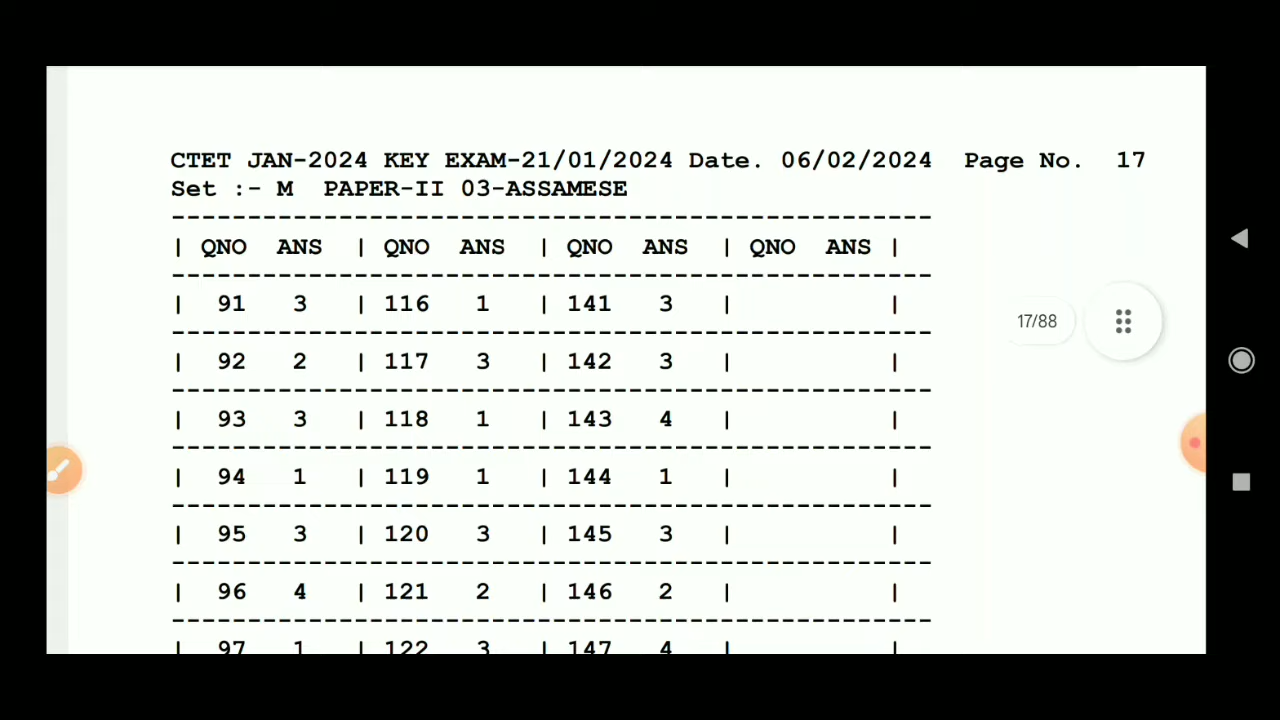 CTET JAN-2024 KEY EXAM-21/01/2024 Date. 06/02/2024 Page No. 17
Set :- M PAPER-II 03-ASSAMESE
--------------------------------------------------
| QNO ANS | QNO ANS | QNO ANS | QNO ANS |
--------------------------------------------------
| 91 3 | 116 1 | 141 3 | |
--------------------------------------------------
17/88
| 92 2 | 117 3 | 142 3 | |
--------------------------------------------------
| 93 3 | 118 1 | 143 4 | |
--------------------------------------------------
| 94 1 | 119 1 | 144 1 | |
--------------------------------------------------
| 95 3 | 120 3 | 145 3 | |
--------------------------------------------------
| 96 4 | 121 2 | 146 2 | |
--------------------------------------------------
| 97 1 | 122 3 | 147 4 | |